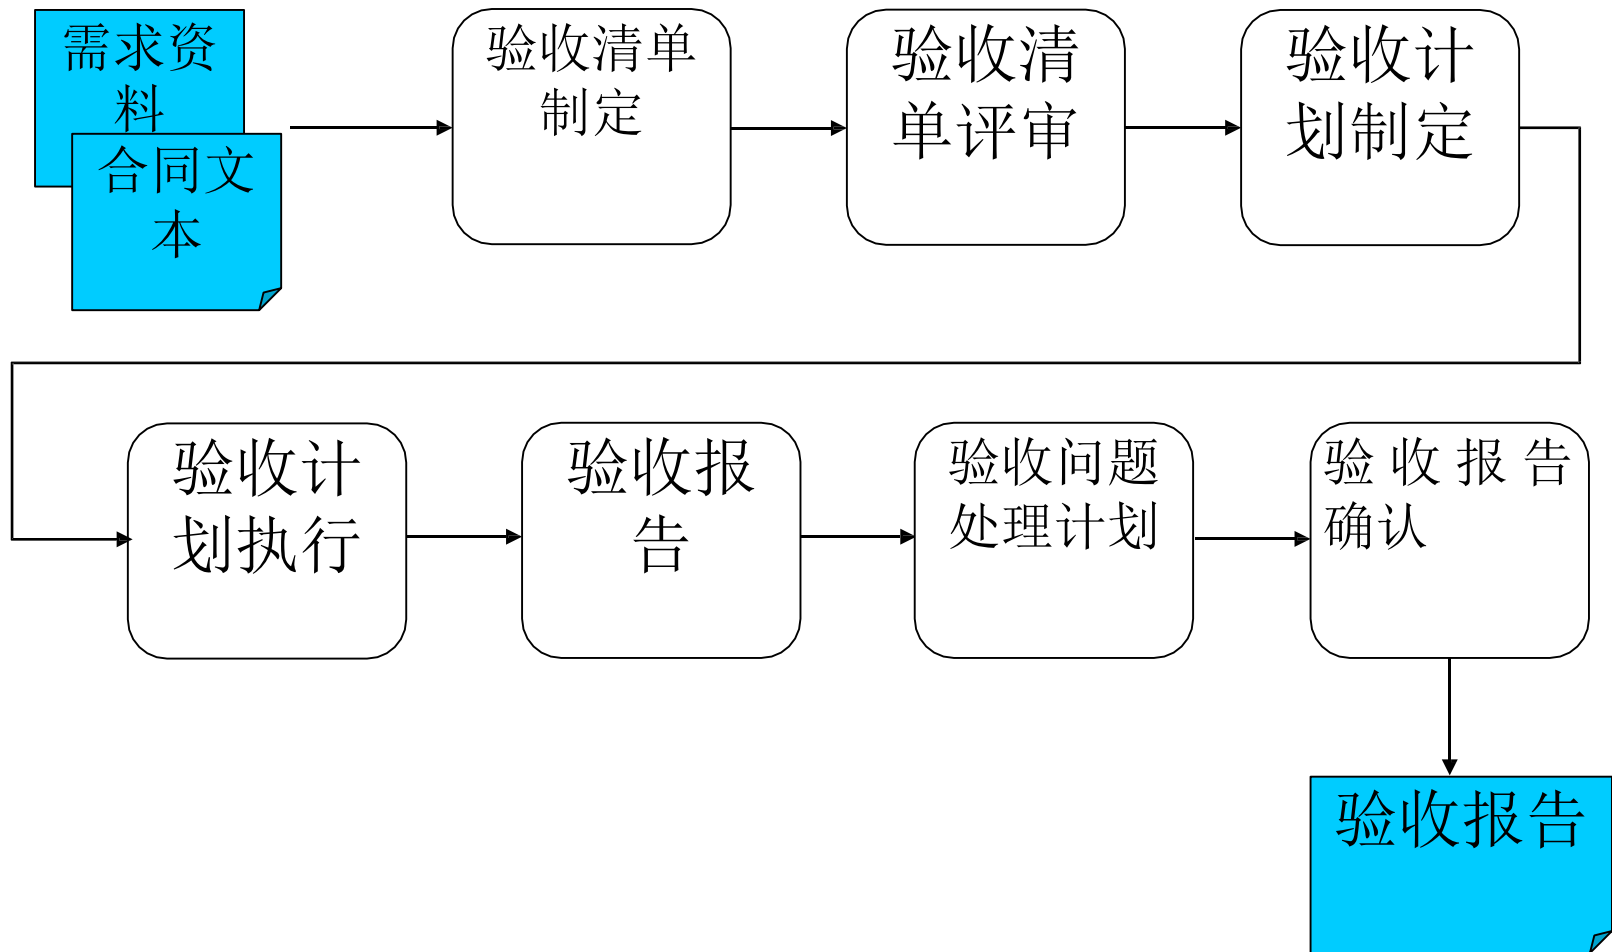 需求资
料
合同文
本
验收清单
制定
验收清
单评审
验收计
划制定
验收计
划执行
验收报
告
验收问题
处理计划
验收报告
确认
验收报告